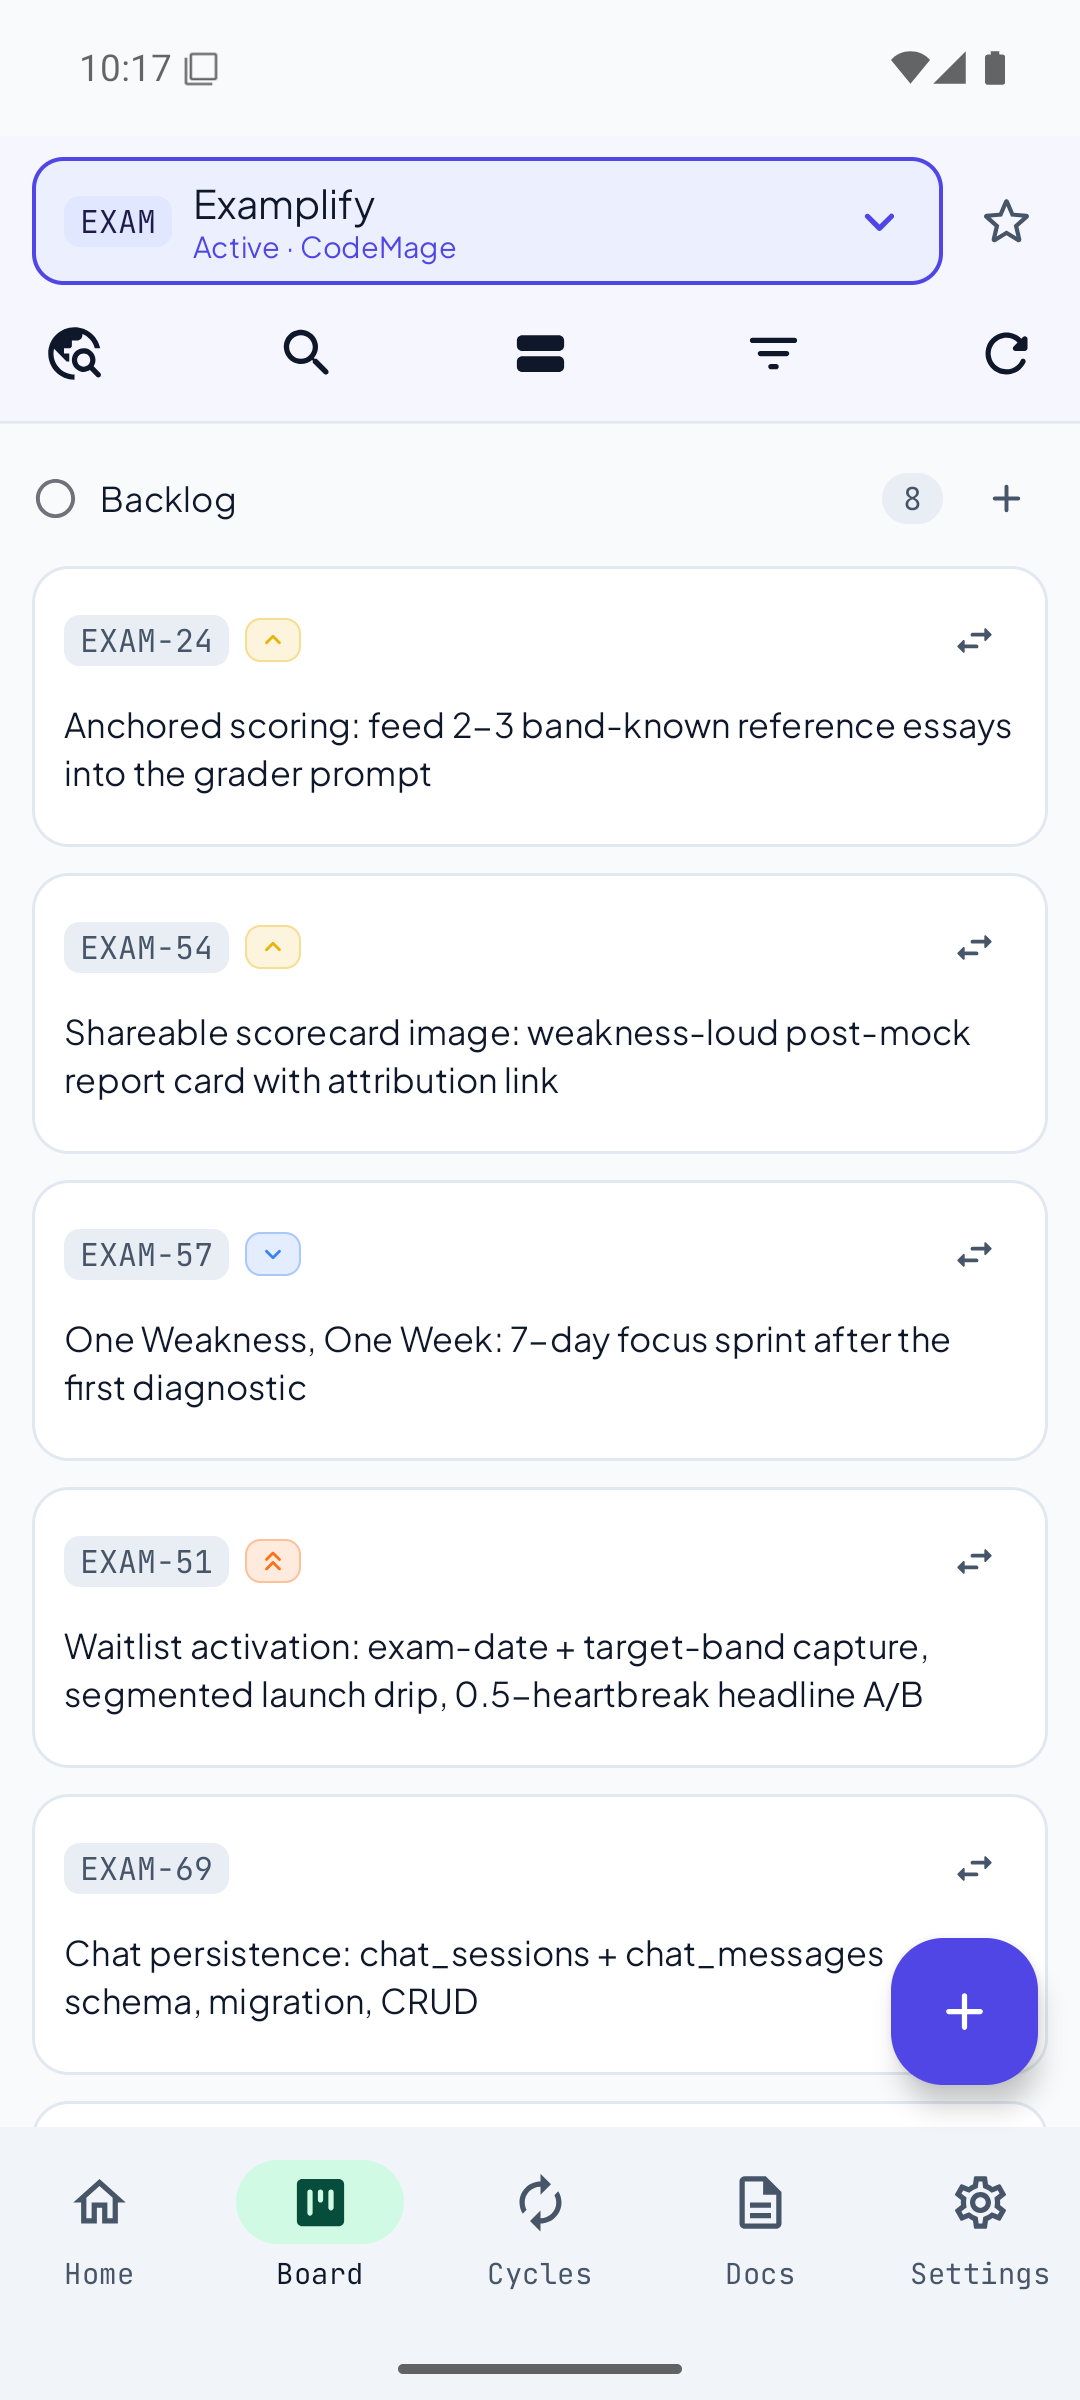 10:17
EXAM
Examplify
Active · CodeMage
Backlog
8
EXAM-24
Anchored scoring: feed 2–3 band-known reference essays
into the grader prompt
EXAM-54
Shareable scorecard image: weakness-loud post-mock
report card with attribution link
EXAM-57
One Weakness, One Week: 7–day focus sprint after the
first diagnostic
EXAM-51
Waitlist activation: exam-date + target-band capture,
segmented launch drip, 0.5–heartbreak headline A/B
EXAM-69
Chat persistence: chat_sessions + chat_messages
schema, migration, CRUD
Home
Board
Cycles
Docs
Settings